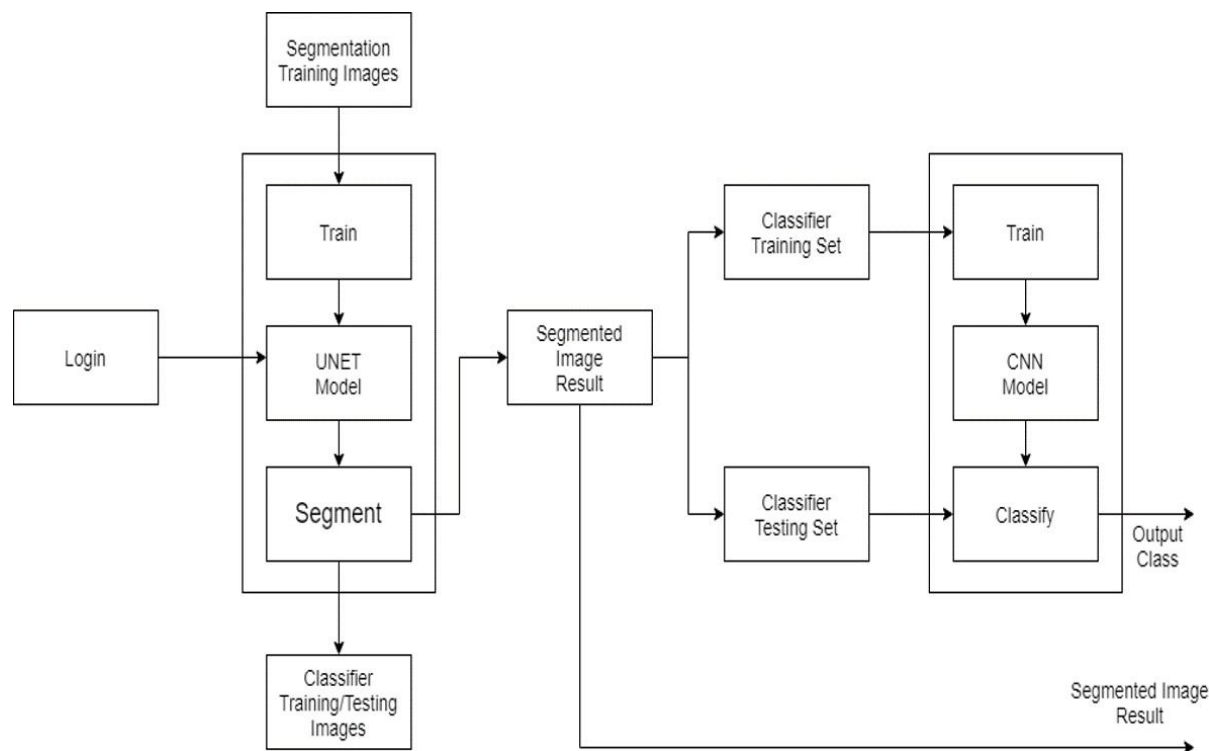 Segmentation
Training Images
Train
Login
UNET
Model
Segment
Classifier
Training/Testing
Images
Segmented
Image
Result
Classifier
Training Set
Classifier
Testing Set
Train
CNN
Model
Classify
Output
Class
Segmented Image
Result